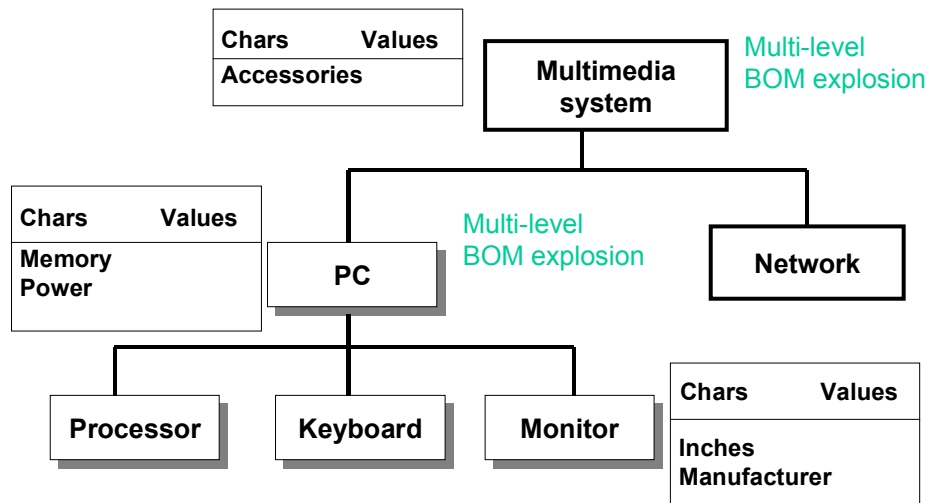 Chars Values
Accessories
Multimedia
system
Multi-level
BOM explosion
Chars Values
Memory
Power
PC
Multi-level
BOM explosion
Network
Processor
Keyboard
Monitor
Chars Values
Inches
Manufacturer